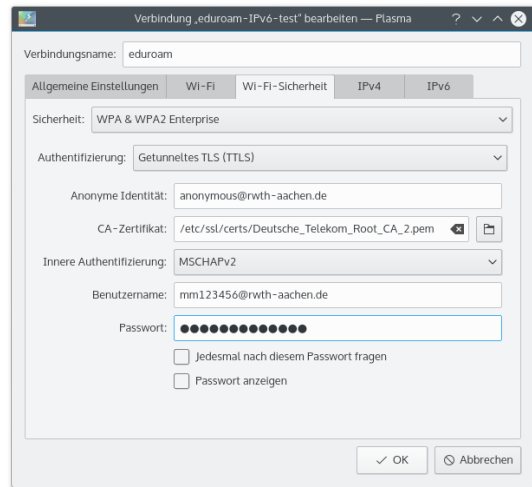 Verbindung „eduroam-IPv6-test" bearbeiten — Plasma
Verbindungsname: eduroam
Allgemeine Einstellungen Wi-Fi Wi-Fi-Sicherheit IPv4 IPv6
Sicherheit: WPA & WPA2 Enterprise
Authentifizierung: Getunneltes TLS (TTLS)
Anonyme Identität: anonymous@rwth-aachen.de
CA-Zertifikat: /etc/ssl/certs/Deutsche_Telekom_Root_CA_2.pem
Innere Authentifizierung: MSCHAPv2
Benutzername: mm123456@rwth-aachen.de
Passwort: ●●●●●●●●●●●●●
Jedesmal nach diesem Passwort fragen
Passwort anzeigen
OK Abbrechen